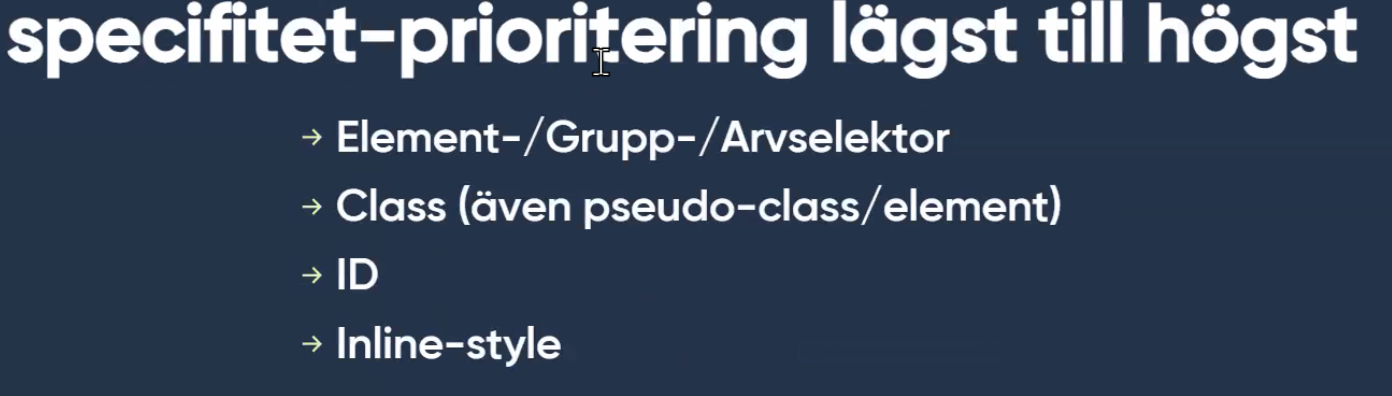 specifitet-prioritering lägst till högst
→ Element-/Grupp-/Arvselektor
→ Class (även pseudo-class/element)
→ ID
→ Inline-style